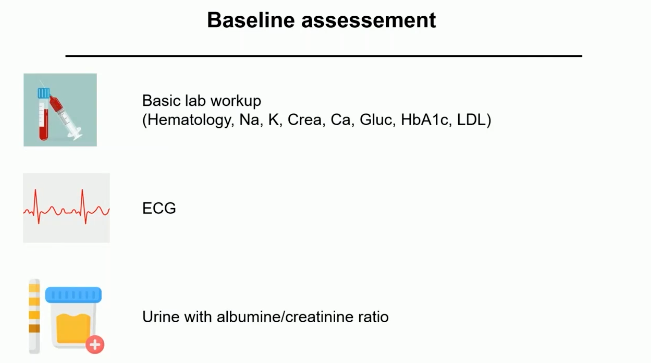 Baseline assessement
Basic lab workup
(Hematology, Na, K, Crea, Ca, Gluc, HbA1c, LDL)
ECG
Urine with albumine/creatinine ratio